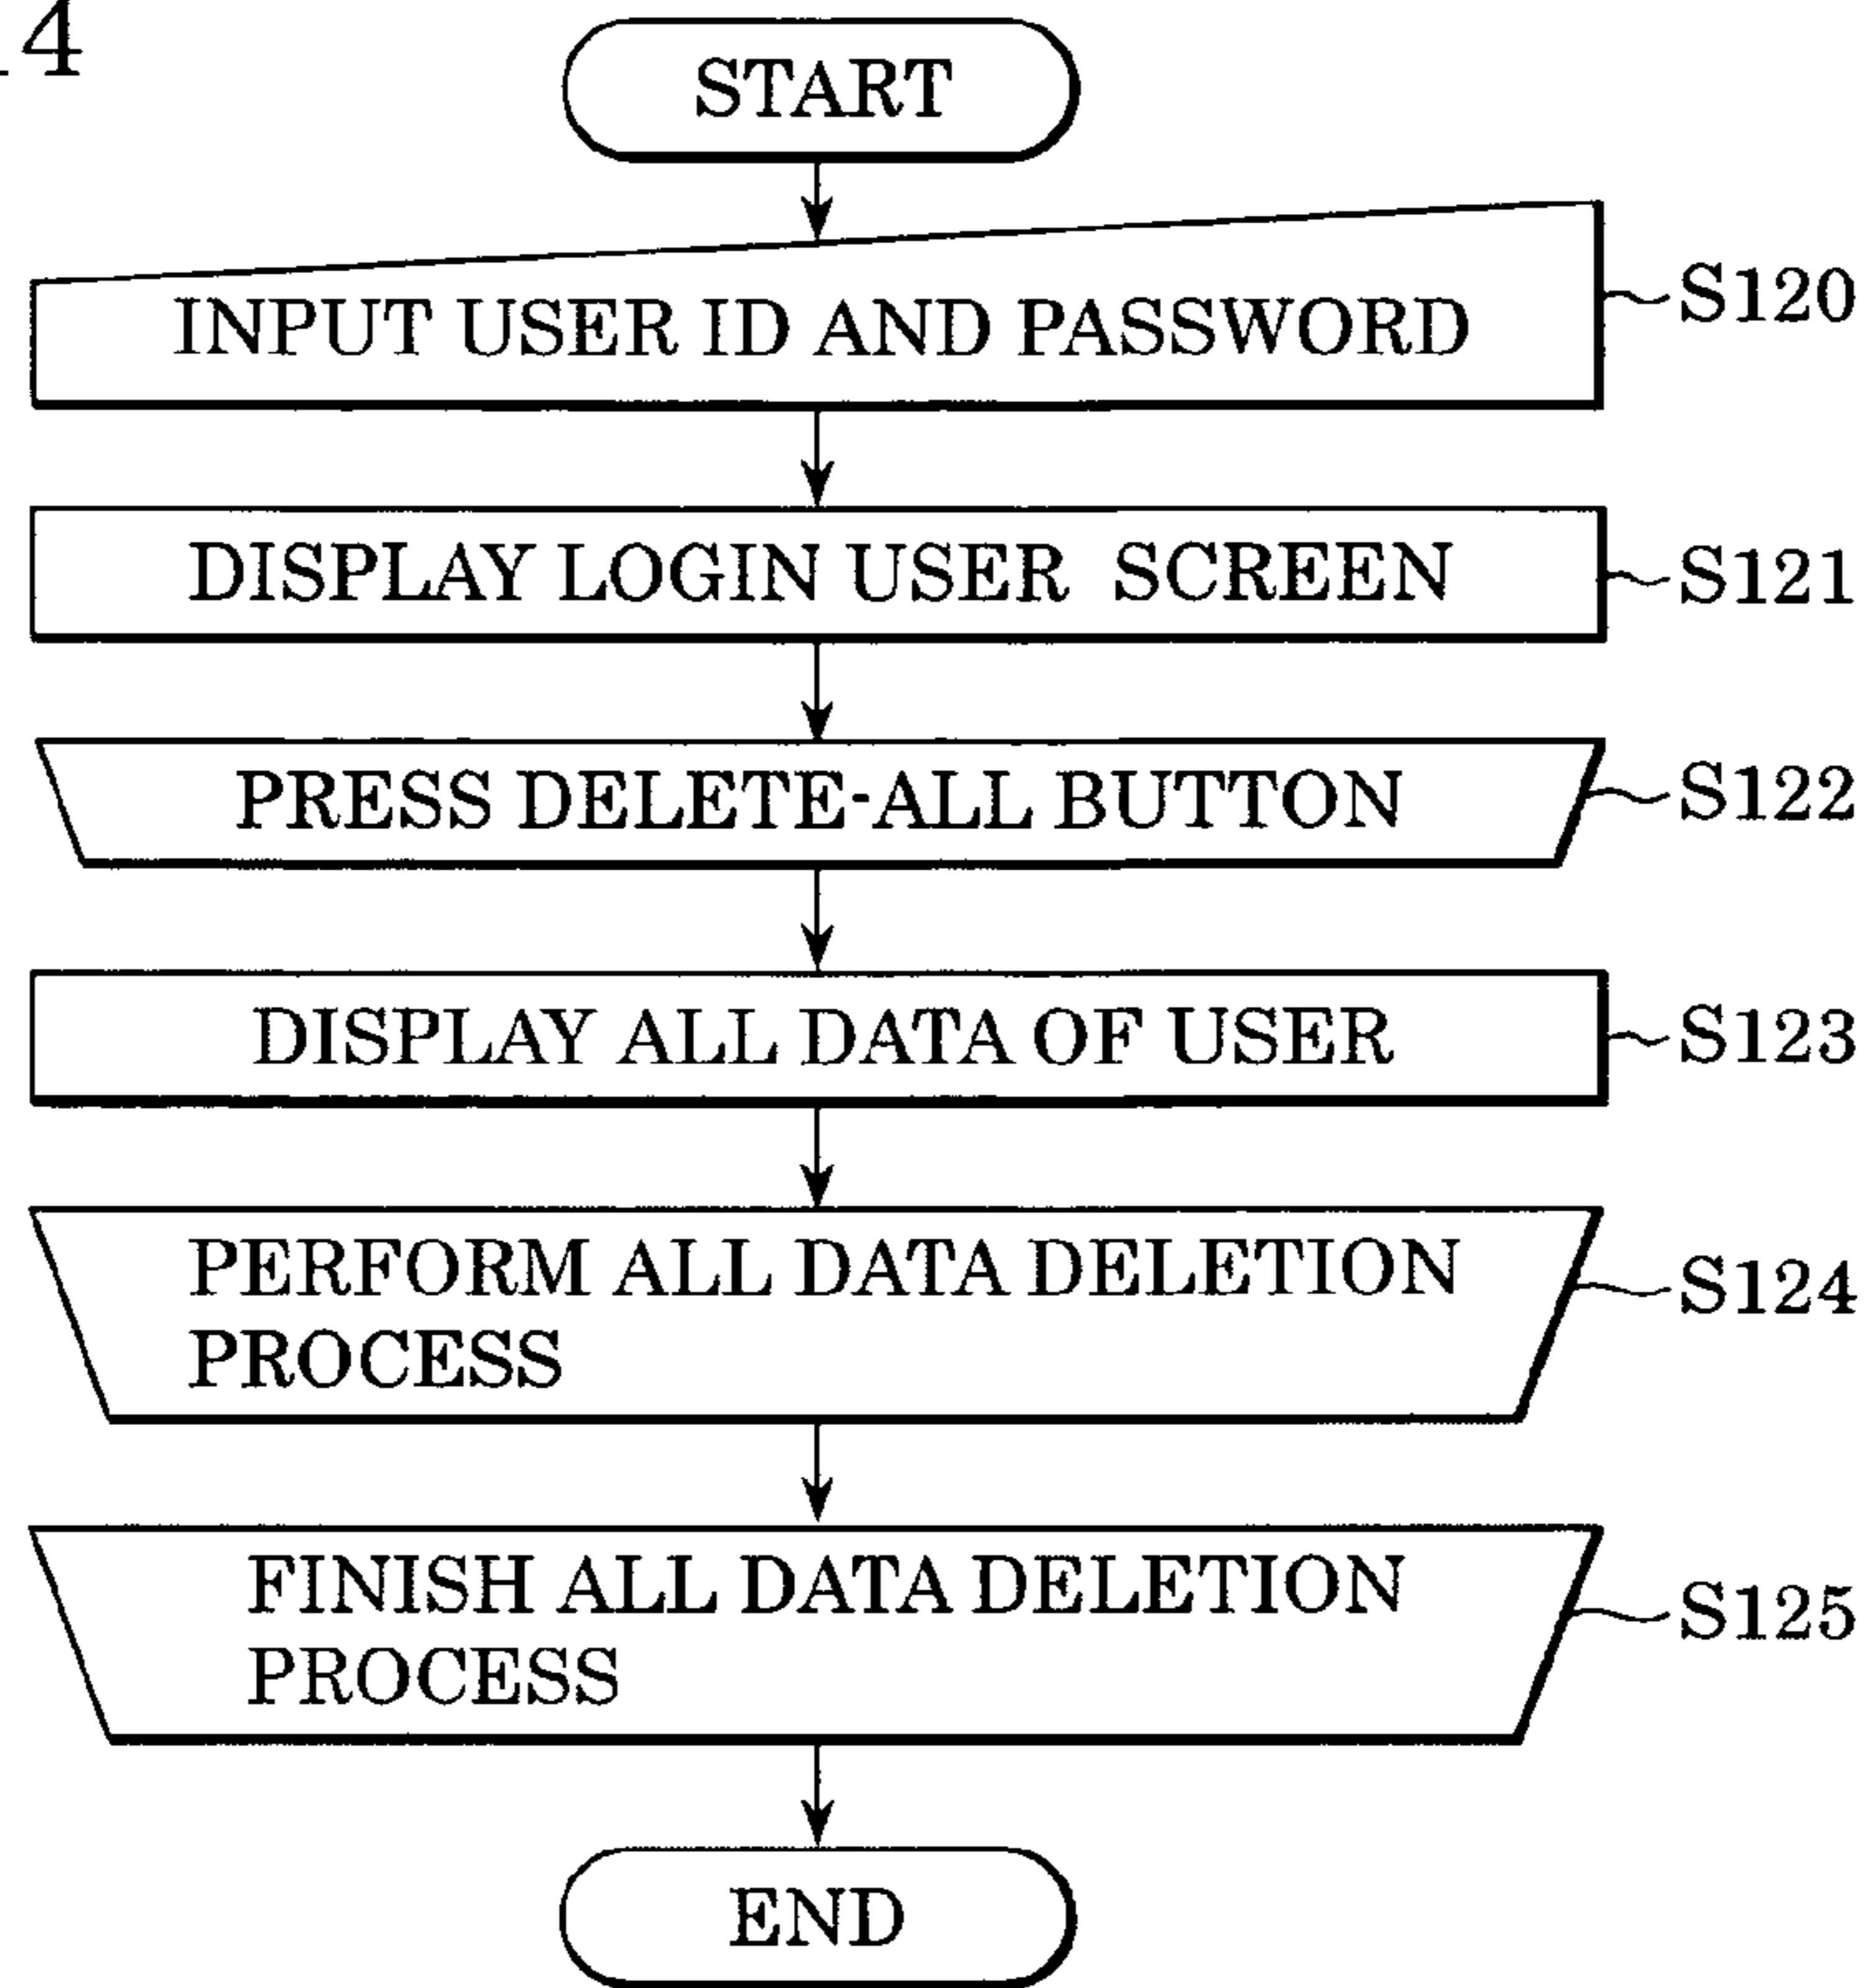 4
START
INPUT USER ID AND PASSWORD
S120
DISPLAY LOGIN USER SCREEN
S121
PRESS DELETE-ALL BUTTON
S122
DISPLAY ALL DATA OF USER
S123
PERFORM ALL DATA DELETION
PROCESS
S124
FINISH ALL DATA DELETION
PROCESS
S125
END